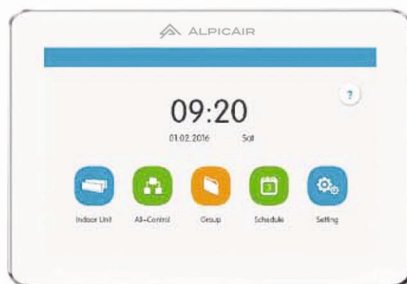 ALPICAIR
?
09:20
01.02.2016 Sat
Indoor Unit All-Control Group Schedule Setting